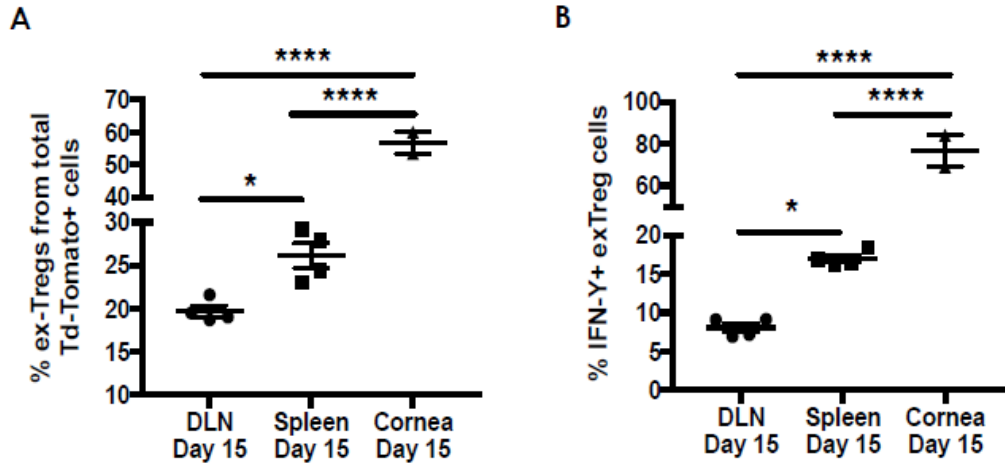 A
****
****
*
% ex-Tregs from total
Td-Tomato+ cells
70
60
50
40
30
25
20
15
10
DLN
Day 15
Spleen
Day 15
Cornea
Day 15
B
****
****
*
% IFN-Y+ exTreg cells
100
80
60
20
15
10
5
0
DLN
Day 15
Spleen
Day 15
Cornea
Day 15